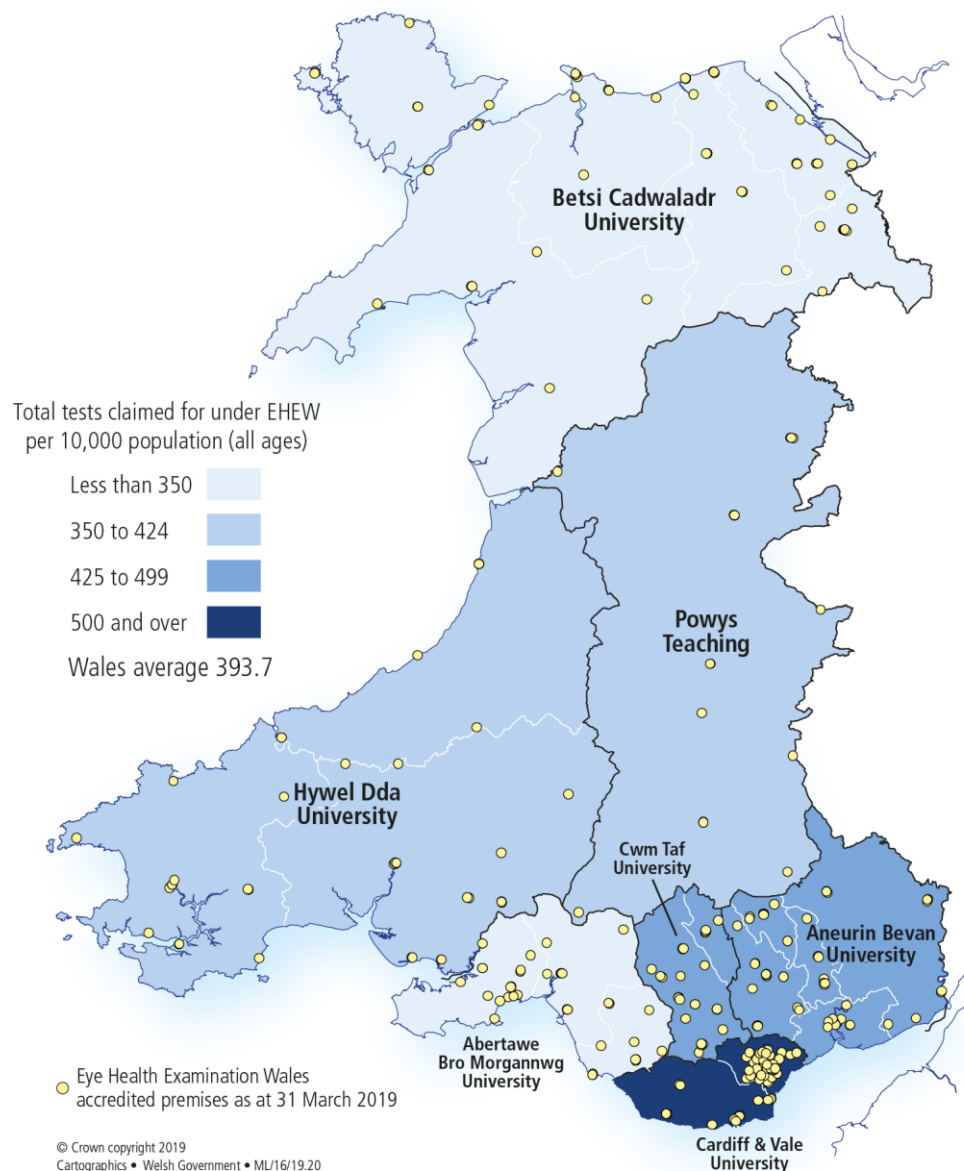 Betsi Cadwaladr
University
Total tests claimed for under EHEW
per 10,000 population (all ages)
Less than 350
350 to 424
425 to 499
500 and over
Wales average 393.7
Powys
Teaching
Hywel Dda
University
Cwm Taf
University
Aneurin Bevan
University
Abertawe
Bro Morgannwg
University
Eye Health Examination Wales
accredited premises as at 31 March 2019
Cardiff & Vale
University
© Crown copyright 2019
Cartographics • Welsh Government • ML/16/19.20